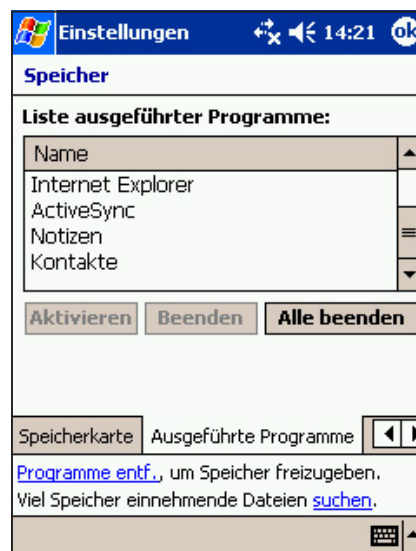 Einstellungen 14:21 ok
Speicher
Liste ausgeführter Programme:
Name
Internet Explorer
ActiveSync
Notizen
Kontakte
Aktivieren Beenden Alle beenden
Speicherkarte Ausgeführte Programme
Programme entf., um Speicher freizugeben.
Viel Speicher einnehmende Dateien suchen.